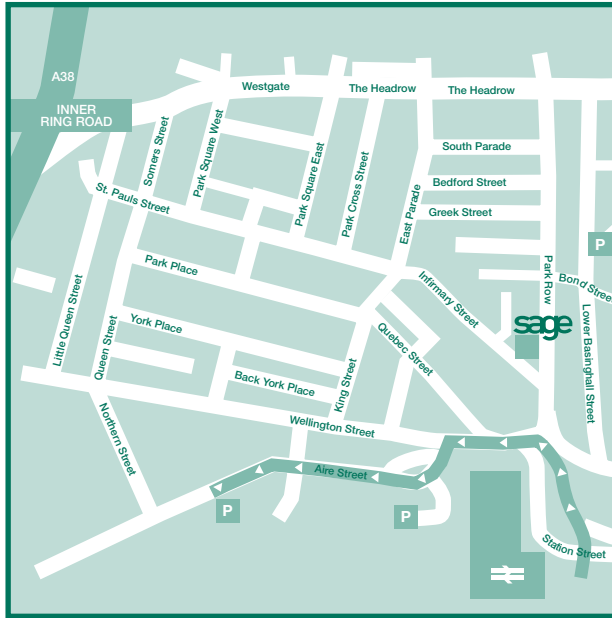 A38
INNER
RING ROAD
Westgate
The Headrow
The Headrow
Somers Street
Park Square West
Park Square East
Park Cross Street
South Parade
Bedford Street
Greek Street
East Parade
St. Pauls Street
P
Park Place
Infirmary Street
Park Row
Bond Stree
Little Queen Street
Queen Street
York Place
sage
Lower Basinghall Street
Quebec Street
Back York Place
King Street
Wellington Street
Northern Street
Aire Street
P
P
Station Street